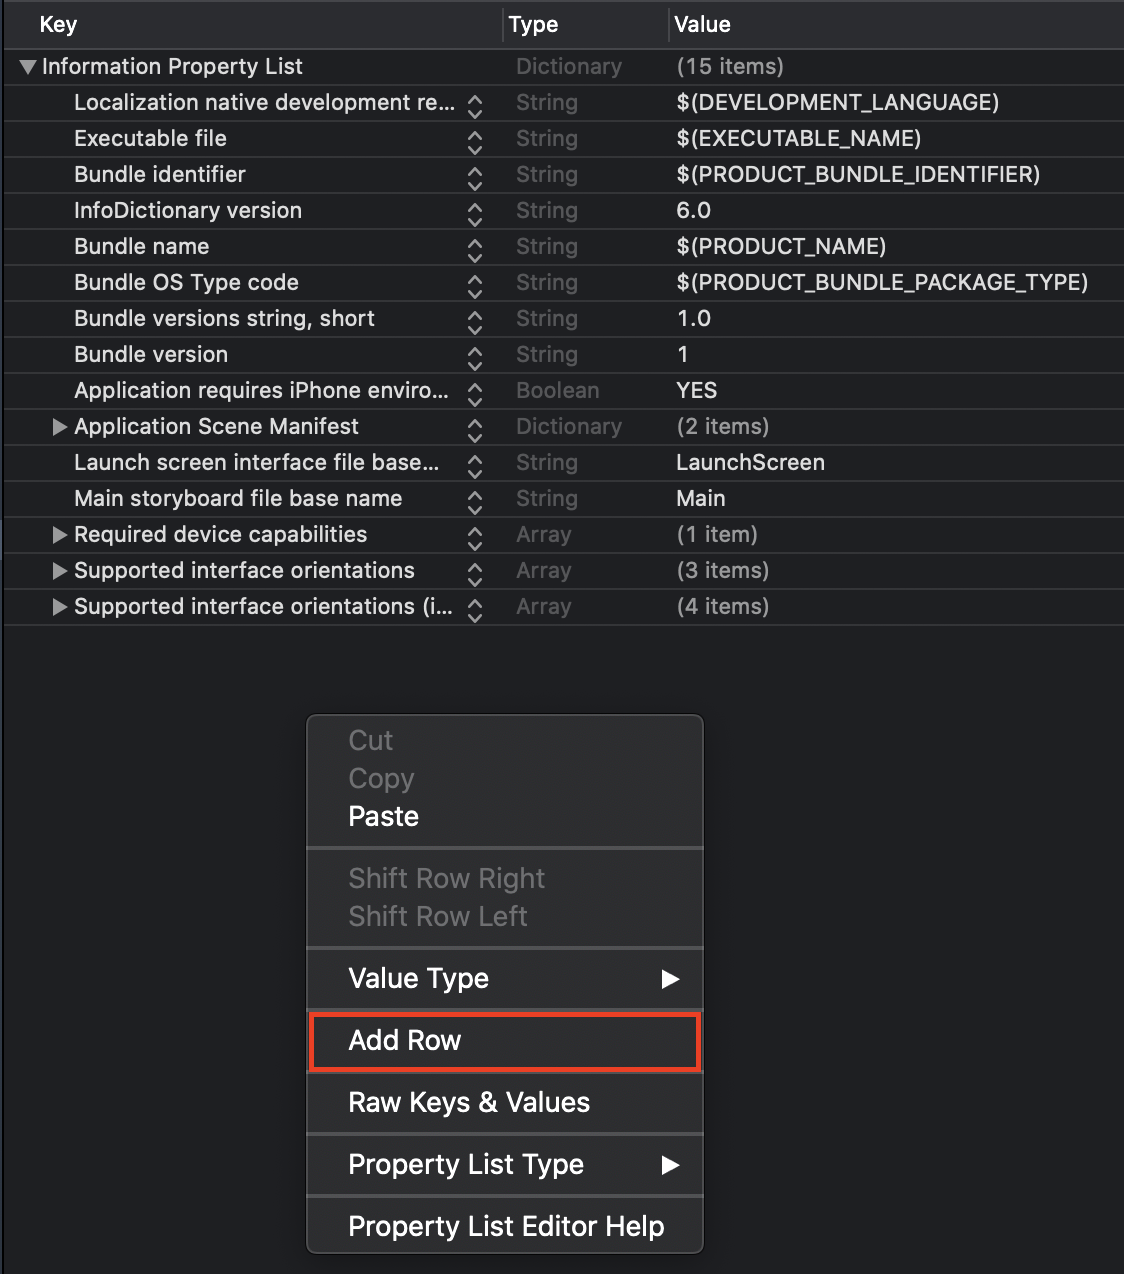 Key Type Value
Information Property List Dictionary (15 items)
Localization native development re... String $(DEVELOPMENT_LANGUAGE)
Executable file String $(EXECUTABLE_NAME)
Bundle identifier String $(PRODUCT_BUNDLE_IDENTIFIER)
InfoDictionary version String 6.0
Bundle name String $(PRODUCT_NAME)
Bundle OS Type code String $(PRODUCT_BUNDLE_PACKAGE_TYPE)
Bundle versions string, short String 1.0
Bundle version String 1
Application requires iPhone enviro... Boolean YES
Application Scene Manifest Dictionary (2 items)
Launch screen interface file base... String LaunchScreen
Main storyboard file base name String Main
Required device capabilities Array (1 item)
Supported interface orientations Array (3 items)
Supported interface orientations (i... Array (4 items)
Cut
Copy
Paste
Shift Row Right
Shift Row Left
Value Type
Add Row
Raw Keys & Values
Property List Type
Property List Editor Help